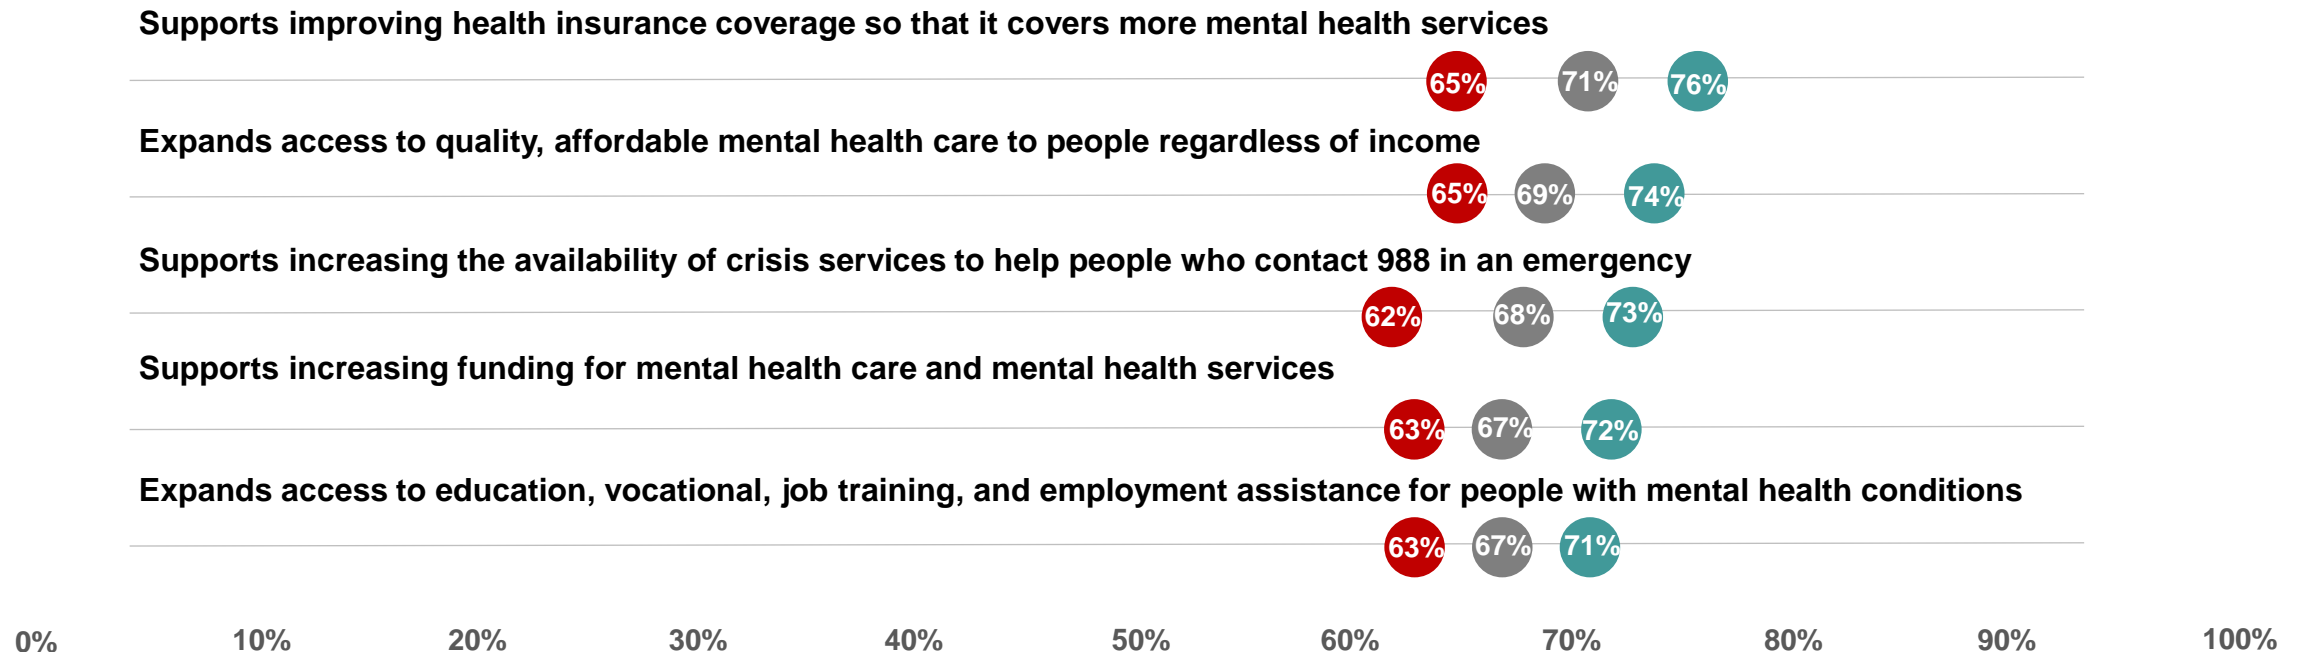 Supports improving health insurance coverage so that it covers more mental health services
65% 71% 76%
Expands access to quality, affordable mental health care to people regardless of income
65% 69% 74%
Supports increasing the availability of crisis services to help people who contact 988 in an emergency
62% 68% 73%
Supports increasing funding for mental health care and mental health services
63% 67% 72%
Expands access to education, vocational, job training, and employment assistance for people with mental health conditions
63% 67% 71%
0% 10% 20% 30% 40% 50% 60% 70% 80% 90% 100%